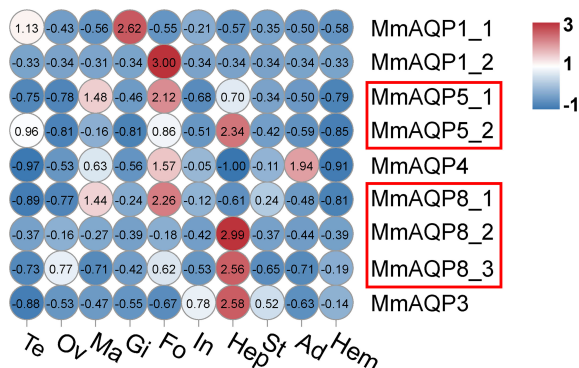 1.13 -0.43 -0.56 2.62 -0.55 -0.21 -0.57 -0.35 -0.50 -0.58 MmAQP1_1
-0.33 -0.34 -0.31 -0.34 3.00 -0.34 -0.34 -0.34 -0.34 -0.33 MmAQP1_2
-0.75 -0.78 1.48 -0.46 2.12 -0.68 0.70 -0.34 -0.50 -0.79 MmAQP5_1
0.96 -0.81 -0.16 -0.81 0.86 -0.51 2.34 -0.42 -0.59 -0.85 MmAQP5_2
-0.97 -0.53 0.63 -0.56 1.57 -0.05 -1.00 -0.11 1.94 -0.91 MmAQP4
-0.89 -0.77 1.44 -0.24 2.26 -0.12 -0.61 0.24 -0.48 -0.81 MmAQP8_1
-0.37 -0.16 -0.27 -0.39 -0.18 -0.42 2.99 -0.37 -0.44 -0.39 MmAQP8_2
-0.73 0.77 -0.71 -0.42 0.62 -0.53 2.56 -0.65 -0.71 -0.19 MmAQP8_3
-0.88 -0.53 -0.47 -0.55 -0.67 0.78 2.58 0.52 -0.63 -0.14 MmAQP3
Te Ov Ma Gi Fo In Hep St Ad Hem
3
1
-1